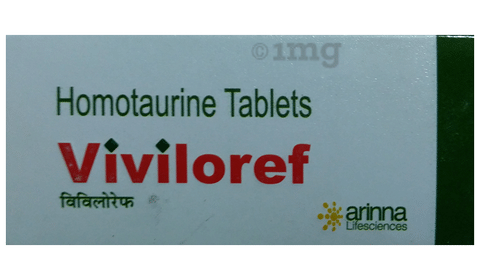 ©1mg
Homotaurine Tablets
Viviloref
विविलोरेफ
arinna
Lifesciences